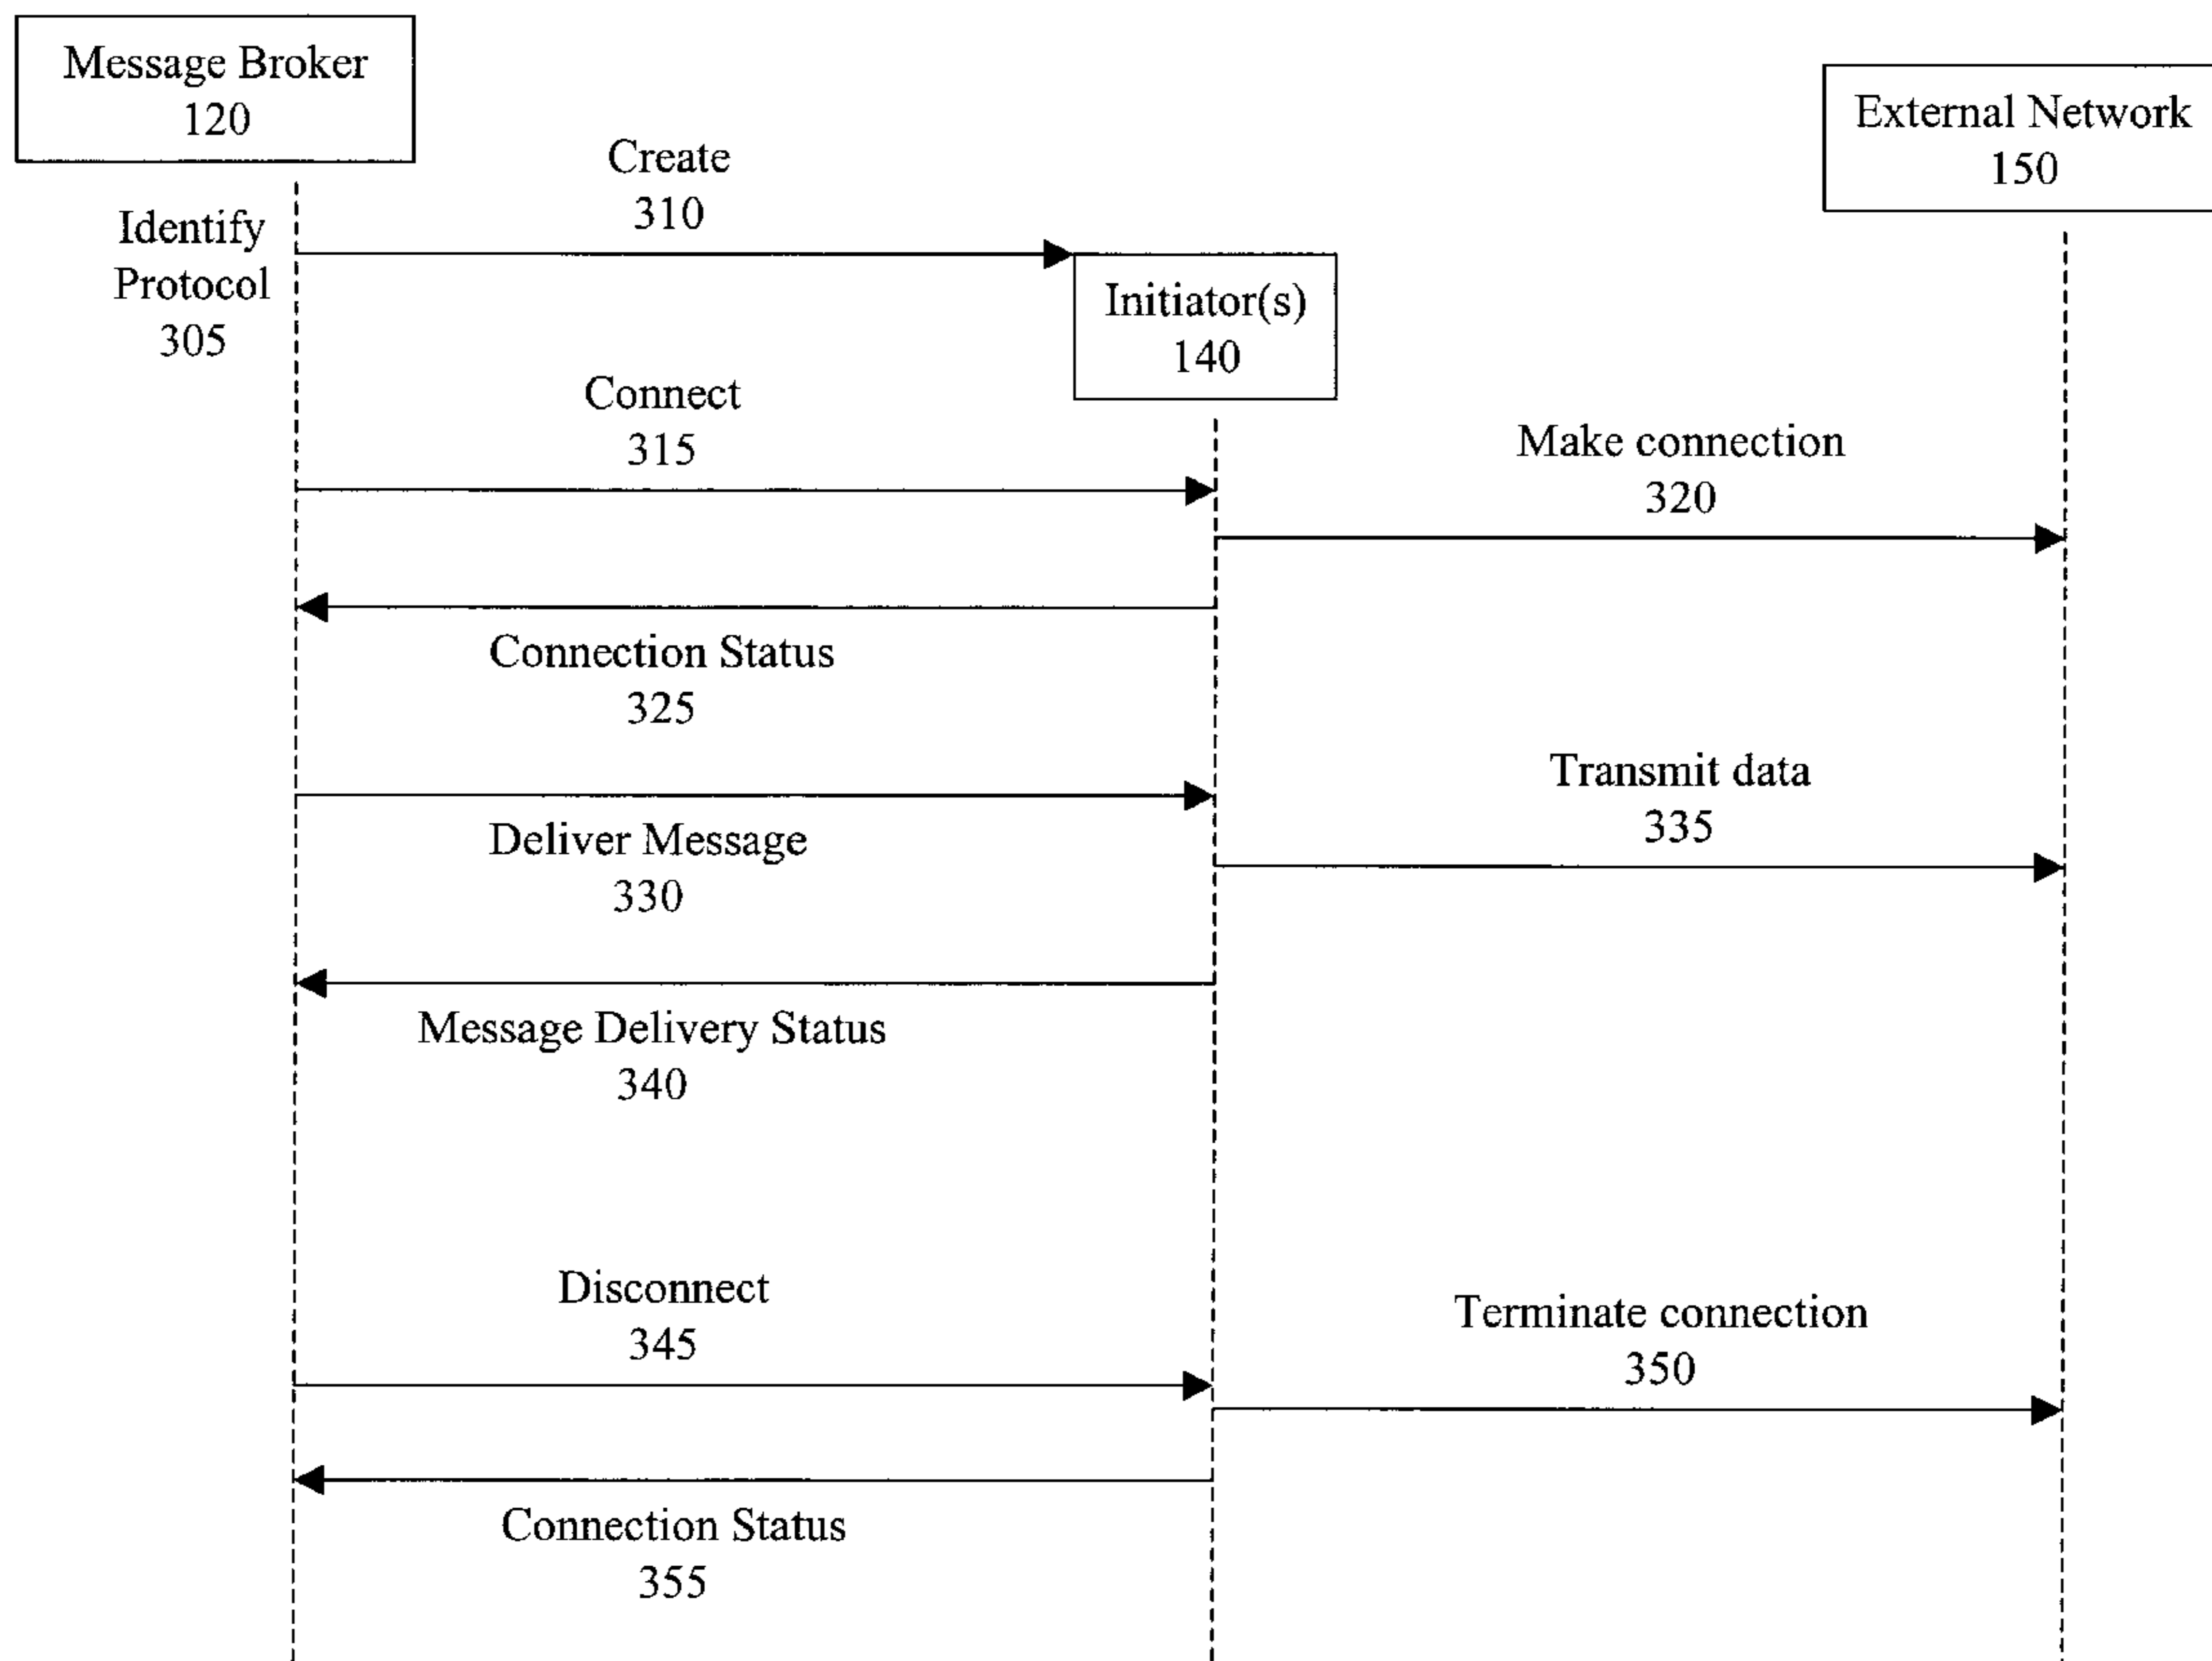 Message Broker
120
External Network
150
Create
310
Identify
Protocol
305
Initiator(s)
140
Connect
315
Make connection
320
Connection Status
325
Transmit data
335
Deliver Message
330
Message Delivery Status
340
Disconnect
345
Terminate connection
350
Connection Status
355